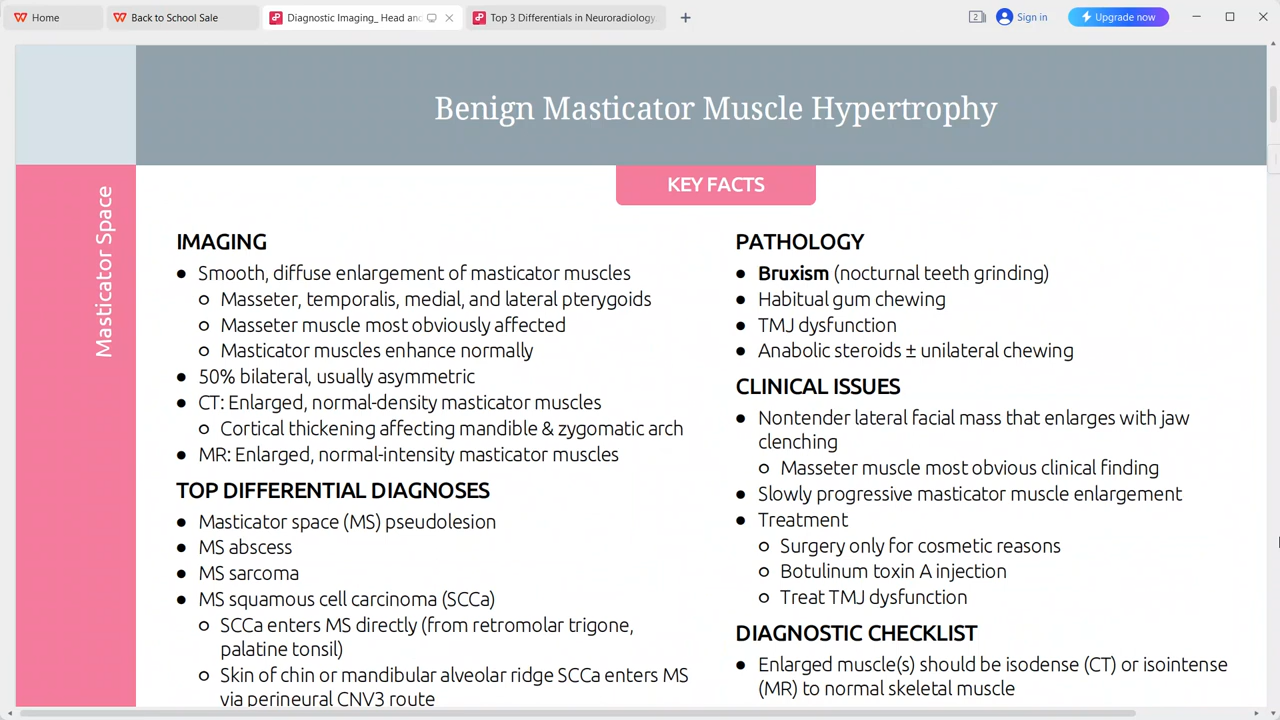 Home
Back to School Sale
Diagnostic Imaging_ Head an
Top 3 Differentials in Neuroradiology
2
Sign in
Upgrade now
Benign Masticator Muscle Hypertrophy
Masticator Space
KEY FACTS
IMAGING
● Smooth, diffuse enlargement of masticator muscles
○ Masseter, temporalis, medial, and lateral pterygoids
○ Masseter muscle most obviously affected
○ Masticator muscles enhance normally
● 50% bilateral, usually asymmetric
● CT: Enlarged, normal-density masticator muscles
○ Cortical thickening affecting mandible & zygomatic arch
● MR: Enlarged, normal-intensity masticator muscles
TOP DIFFERENTIAL DIAGNOSES
● Masticator space (MS) pseudolesion
● MS abscess
● MS sarcoma
● MS squamous cell carcinoma (SCCa)
○ SCCa enters MS directly (from retromolar trigone,
palatine tonsil)
○ Skin of chin or mandibular alveolar ridge SCCa enters MS
via perineural CNV3 route
PATHOLOGY
● Bruxism (nocturnal teeth grinding)
● Habitual gum chewing
● TMJ dysfunction
● Anabolic steroids ± unilateral chewing
CLINICAL ISSUES
● Nontender lateral facial mass that enlarges with jaw
clenching
○ Masseter muscle most obvious clinical finding
● Slowly progressive masticator muscle enlargement
● Treatment
○ Surgery only for cosmetic reasons
○ Botulinum toxin A injection
○ Treat TMJ dysfunction
DIAGNOSTIC CHECKLIST
● Enlarged muscle(s) should be isodense (CT) or isointense
(MR) to normal skeletal muscle